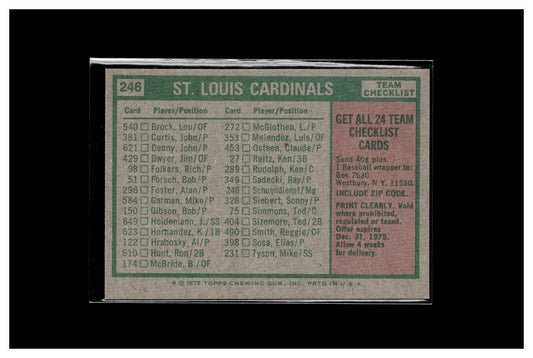 246 ST. LOUIS CARDINALS TEAM CHECKLIST
Card Player/Position Card Player/Position
540 Brock, Lou/OF 272 McGlothen, L/P
381 Curtis, John/P 353 Melendez, Luis/OF
621 Denny, John/P 453 Osteen, Claude/P
429 Dwyer, Jim/OF 27 Reitz, Ken/3B
98 Folkers, Rich/P 289 Rudolph, Ken/C
51 Forsch, Bob/P 349 Sadecki, Ray/P
296 Foster, Alan/P 246 Schoendienst/Mg
584 Garman, Mike/P 328 Siebert, Sonny/P
150 Gibson, Bob/P 75 Simmons, Ted/C
649 Heidemann, J/SS 404 Sizemore, Ted/2B
623 Hernandez, K/1B 490 Smith, Reggie/OF
122 Hrabosky, Al/P 398 Sosa, Elias/P
610 Hunt, Ron/2B 231 Tyson, Mike/SS
174 McBride, B./OF
GET ALL 24 TEAM
CHECKLIST
CARDS
Send 40¢ plus
1 Baseball wrapper to:
Box 7630
Westbury, N.Y. 11590
INCLUDE ZIP CODE.
PRINT CLEARLY. Void
where prohibited,
regulated or taxed.
Offer expires
Dec. 31, 1975.
Allow 4 weeks
for delivery.
* © 1975 TOPPS CHEWING GUM, INC. PRTD IN U.S.A.